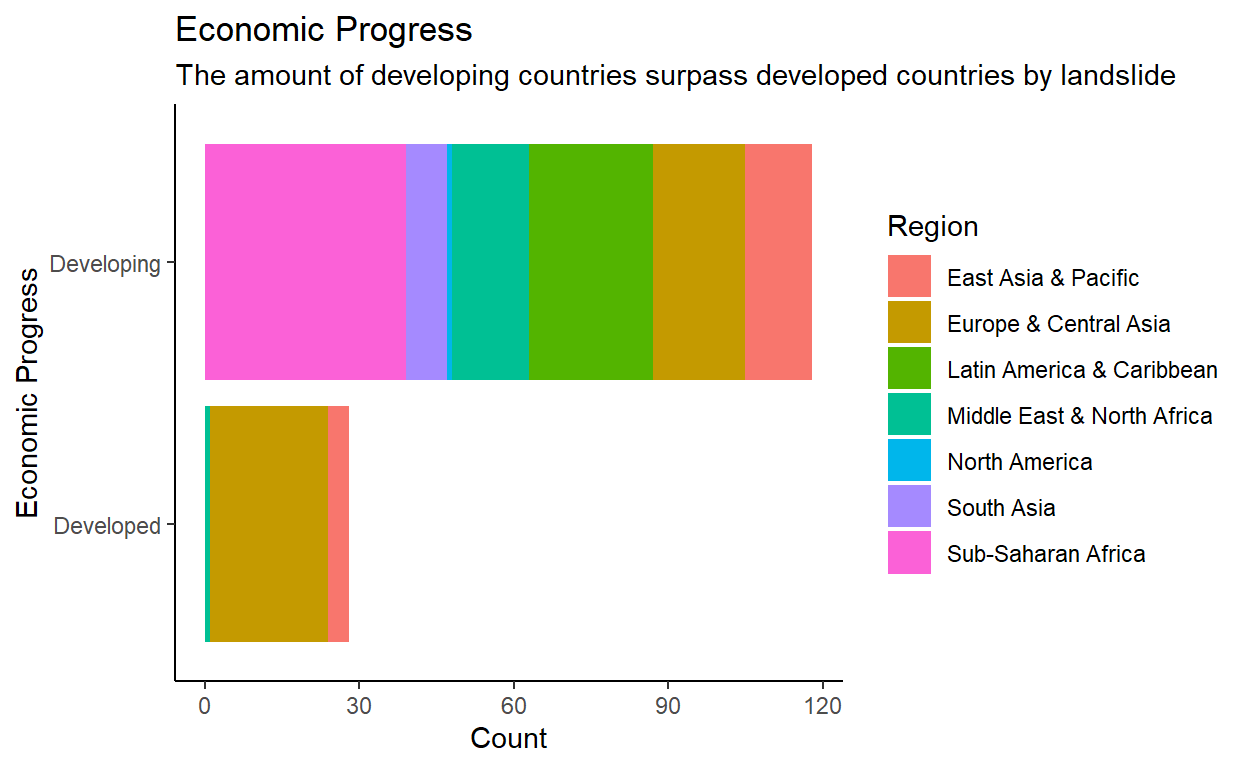 Economic Progress
The amount of developing countries surpass developed countries by landslide
Economic Progress
Developing
Developed
0 30 60 90 120
Count
Region
East Asia & Pacific
Europe & Central Asia
Latin America & Caribbean
Middle East & North Africa
North America
South Asia
Sub-Saharan Africa